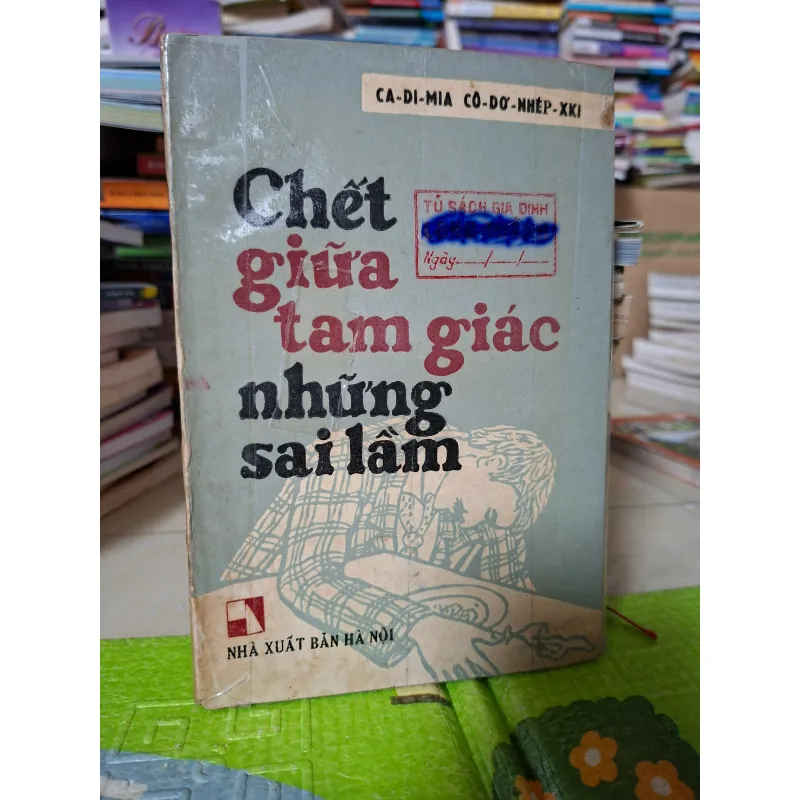 CA-DI-MIA CÔ-DƠ-NHÉP-XKI
Chết
giữa
tam giác
những
sai lầm
TỦ SÁCH GIA ĐÌNH
Ngày / /
NHÀ XUẤT BẢN HÀ NỘI